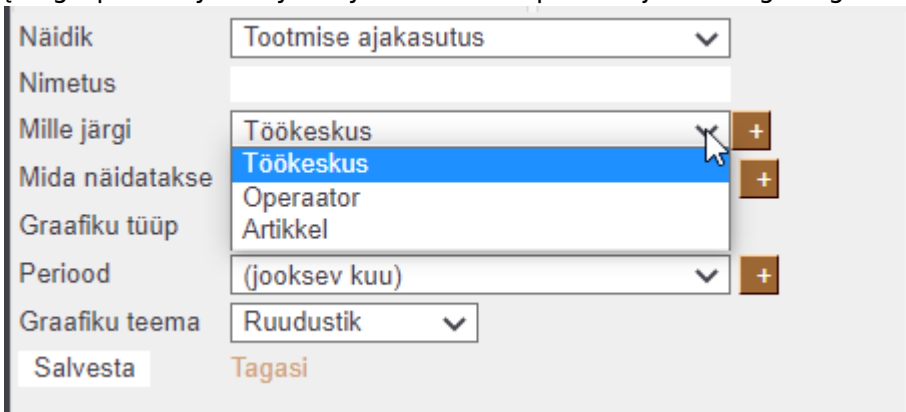 Näidik Tootmise ajakasutus
Nimetus
Mille järgi Töökeskus +
Töökeskus
Mida näidatakse +
Operaator
Graafiku tüüp Artikkel
Periood (jooksev kuu) +
Graafiku teema Ruudustik
Salvesta Tagasi